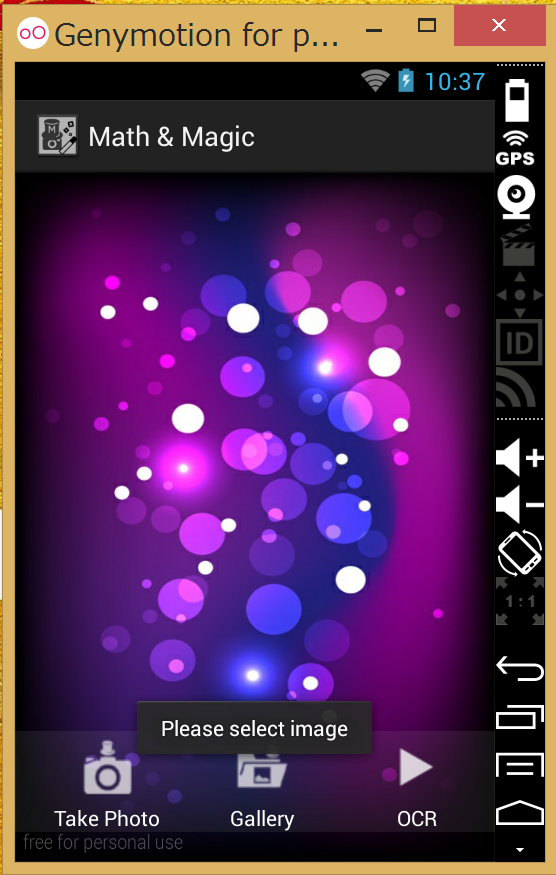 Genymotion for p...
10:37
Math & Magic
GPS
ID
1:1
Please select image
Take Photo
Gallery
OCR
free for personal use